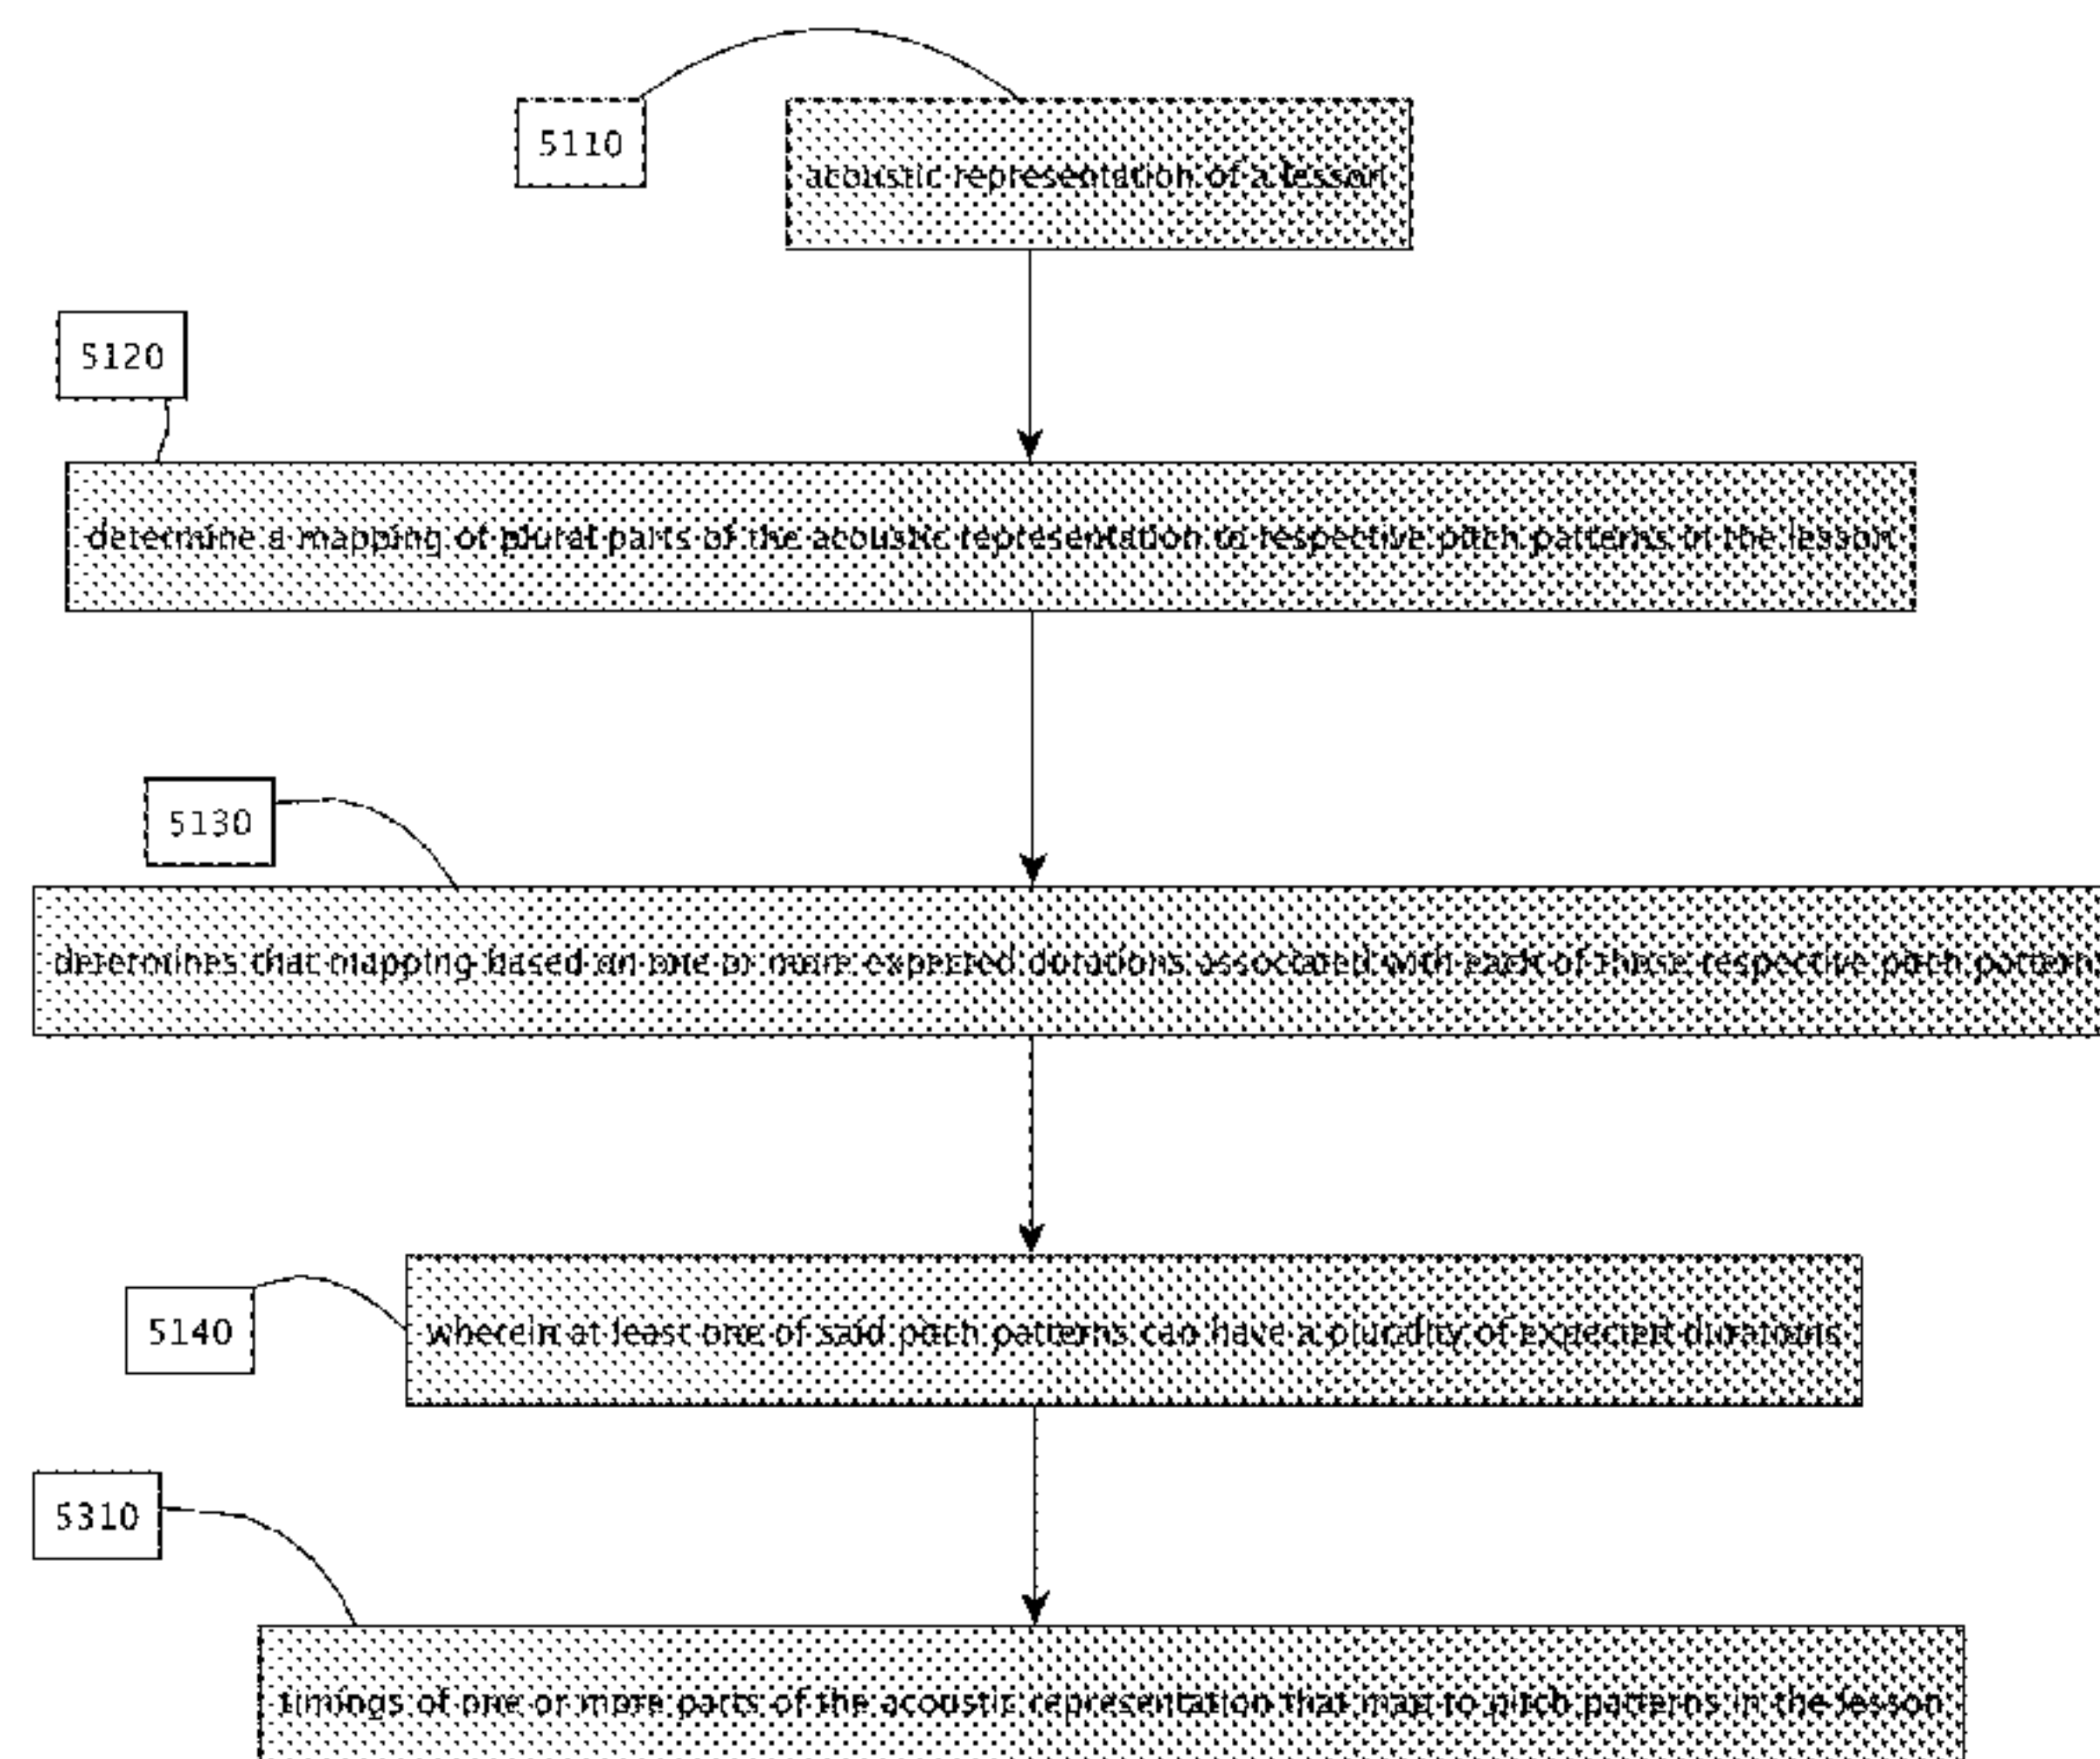 5110
acoustic representation of a lesson
5120
determine a mapping of plural parts of the acoustic representation to respective pitch patterns in the lesson
5130
determines that mapping based on one or more expected durations associated with each of those respective pitch patterns
5140
wherein at least one of said pitch patterns can have a plurality of expected durations
5310
timings of one or more parts of the acoustic representation that map to pitch patterns in the lesson